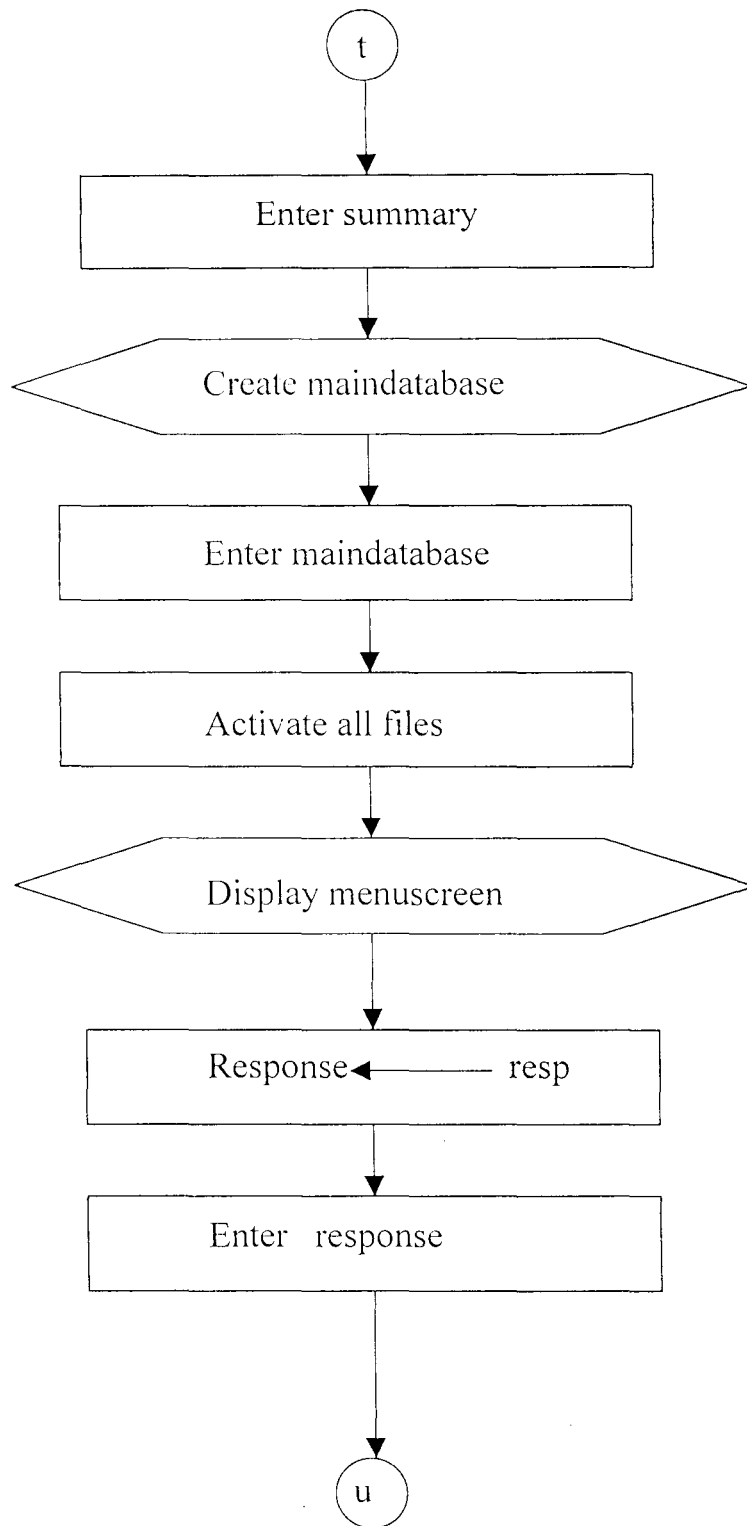 t
Enter summary
Create maindatabase
Enter maindatabase
Activate all files
Display menuscreen
Response resp
Enter response
u